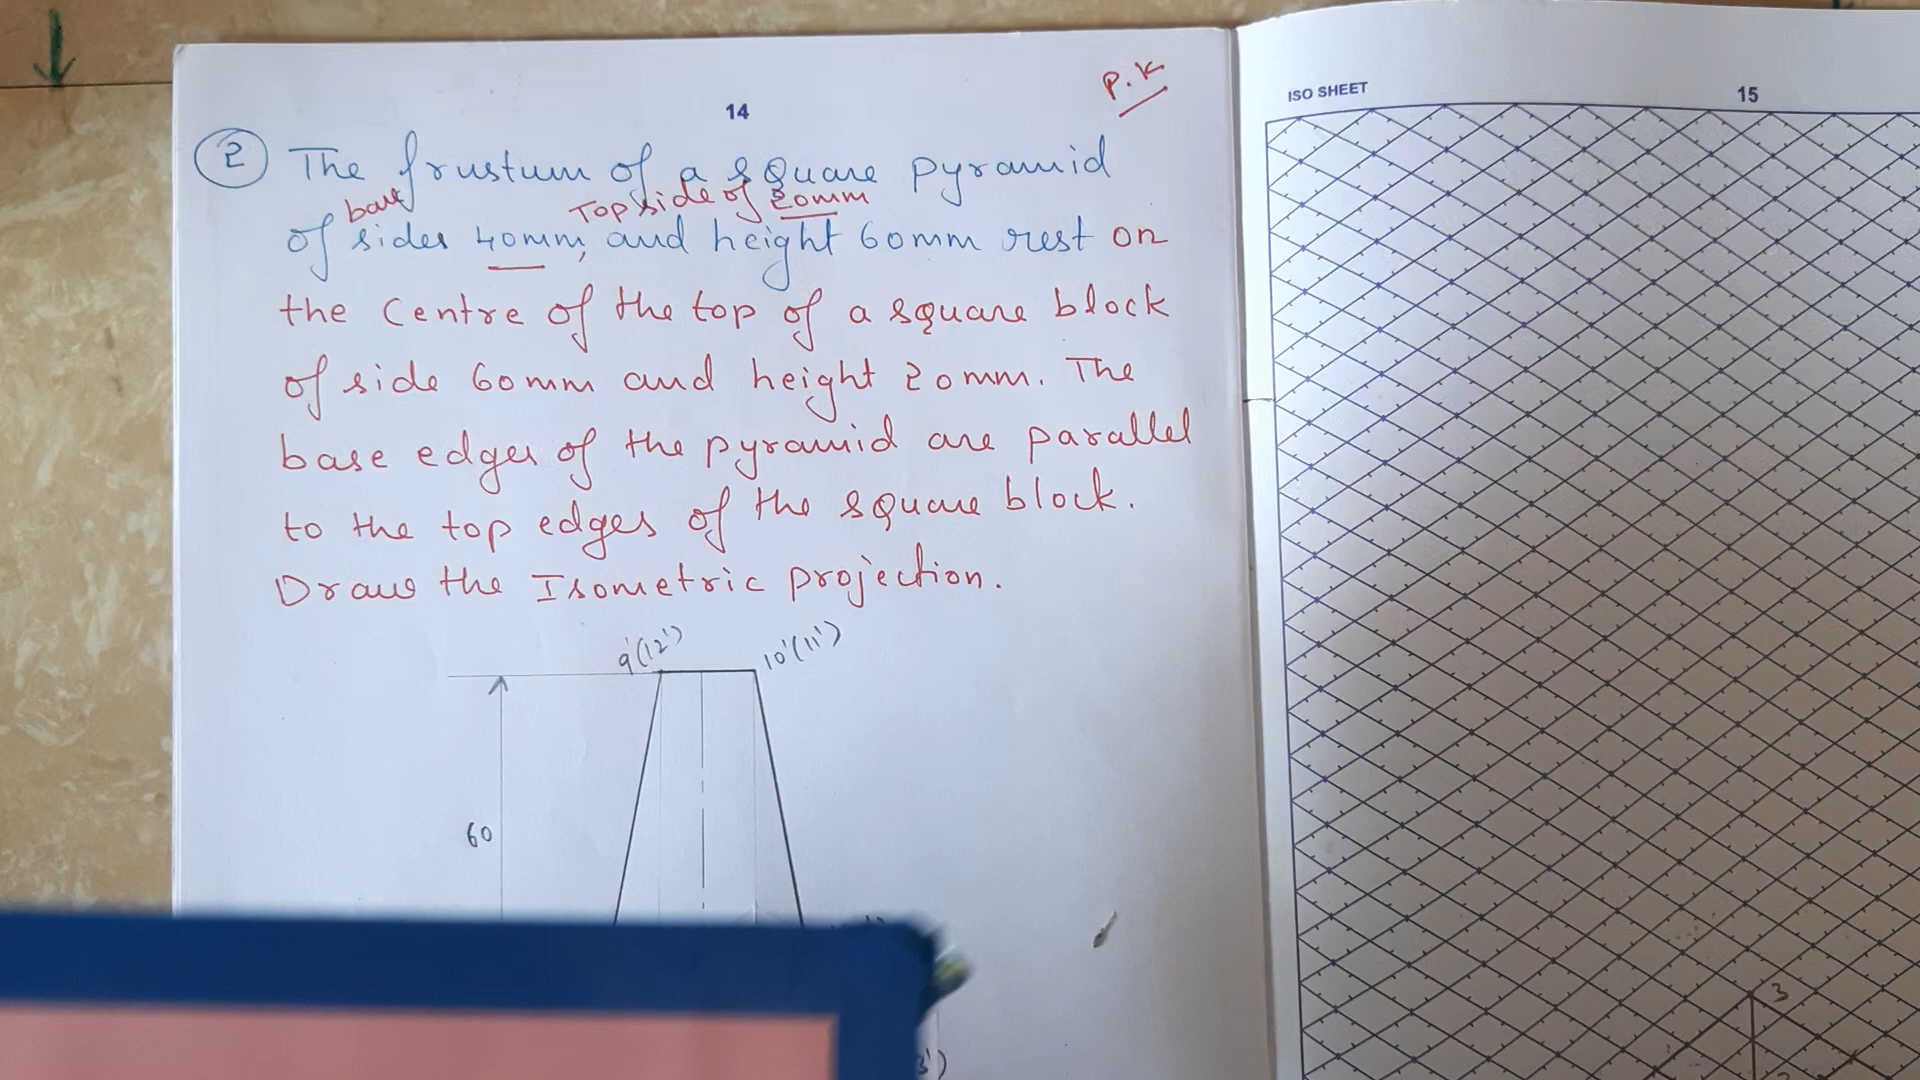 P.K
14
2 The frustum of a square pyramid
base Top side of 20mm
of sides 40mm, and height 60mm rest on
the Centre of the top of a square block
of side 60mm and height 20mm. The
base edges of the pyramid are parallel
to the top edges of the square block.
Draw the Isometric projection.
9'(12') 10'(11')
60
3')
ISO SHEET 15
3